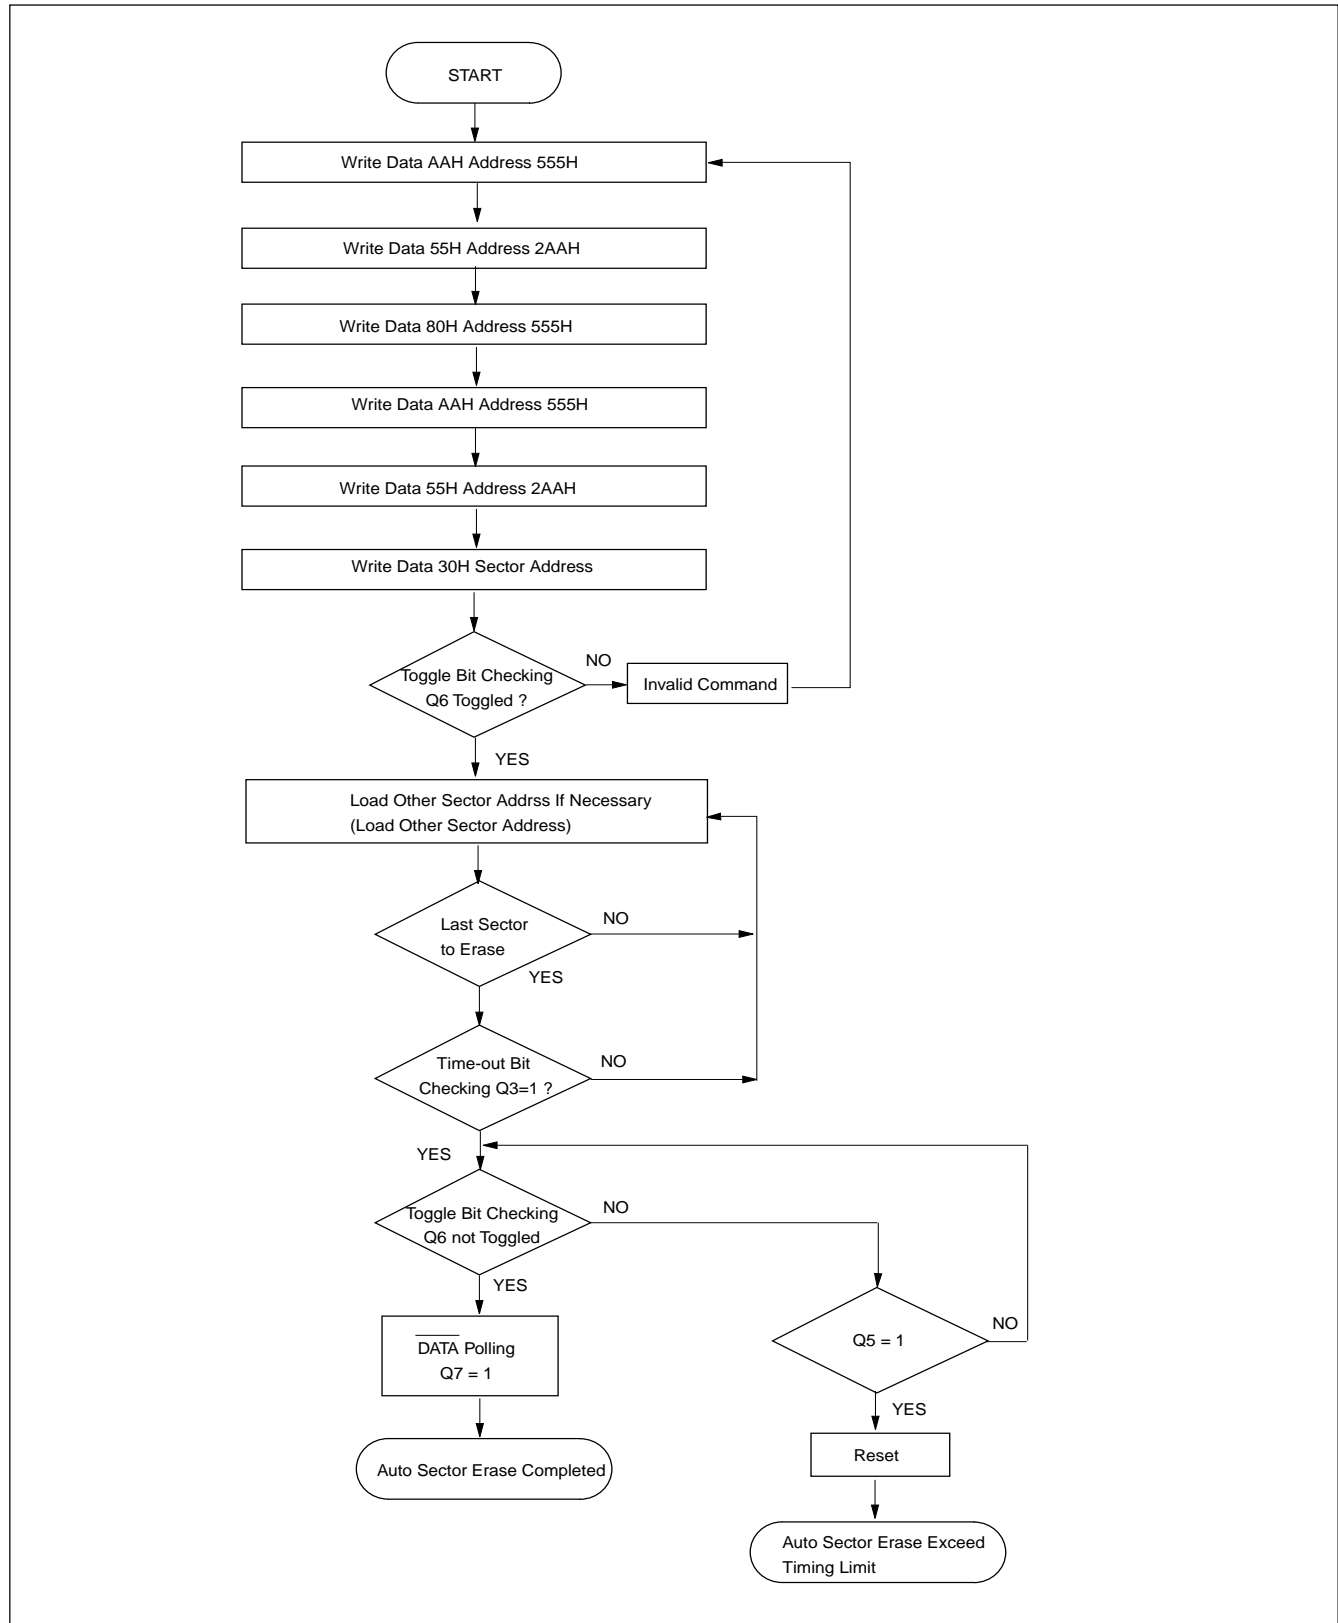 START
Write Data AAH Address 555H
Write Data 55H Address 2AAH
Write Data 80H Address 555H
Write Data AAH Address 555H
Write Data 55H Address 2AAH
Write Data 30H Sector Address
Toggle Bit Checking
Q6 Toggled ?
NO
Invalid Command
YES
Load Other Sector Addrss If Necessary
(Load Other Sector Address)
Last Sector
to Erase
NO
YES
Time-out Bit
Checking Q3=1 ?
NO
YES
Toggle Bit Checking
Q6 not Toggled
NO
YES
Q5 = 1
NO
DATA Polling
Q7 = 1
YES
Reset
Auto Sector Erase Completed
Auto Sector Erase Exceed
Timing Limit